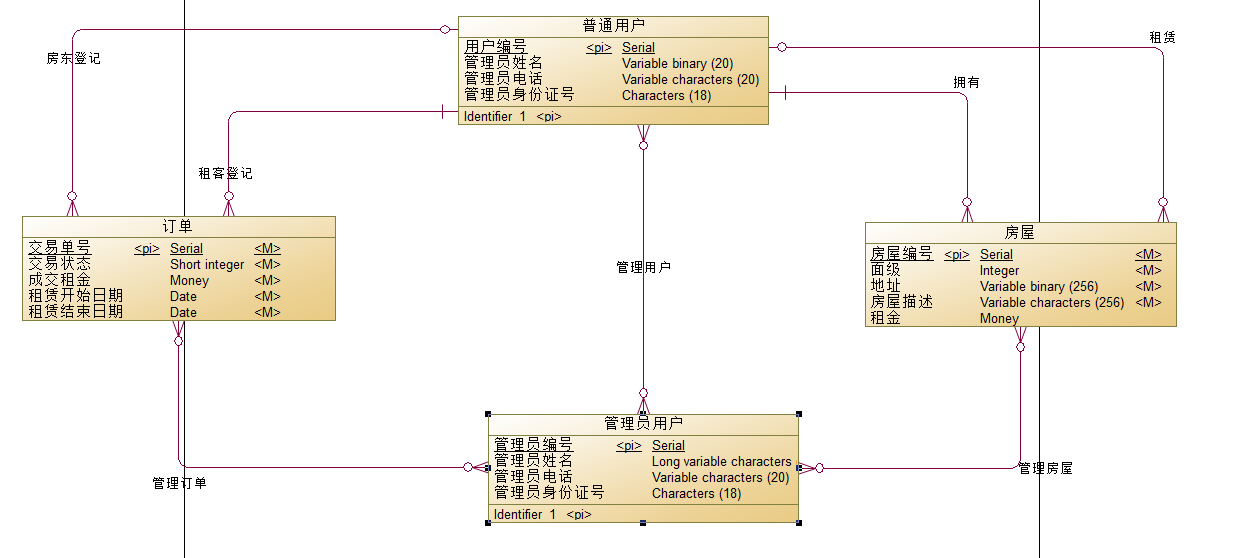 普通用户
用户编号 <pi> Serial
管理员姓名 Variable binary (20)
管理员电话 Variable characters (20)
管理员身份证号 Characters (18)
Identifier_1 <pi>
房东登记
租赁
拥有
租客登记
订单
交易单号 <pi> Serial <M>
交易状态 Short integer <M>
成交租金 Money <M>
租赁开始日期 Date <M>
租赁结束日期 Date <M>
房屋
房屋编号 <pi> Serial <M>
面级 Integer <M>
地址 Variable binary (256) <M>
房屋描述 Variable characters (256) <M>
租金 Money
管理用户
管理员用户
管理员编号 <pi> Serial
管理员姓名 Long variable characters
管理员电话 Variable characters (20)
管理员身份证号 Characters (18)
Identifier_1 <pi>
管理订单
管理房屋